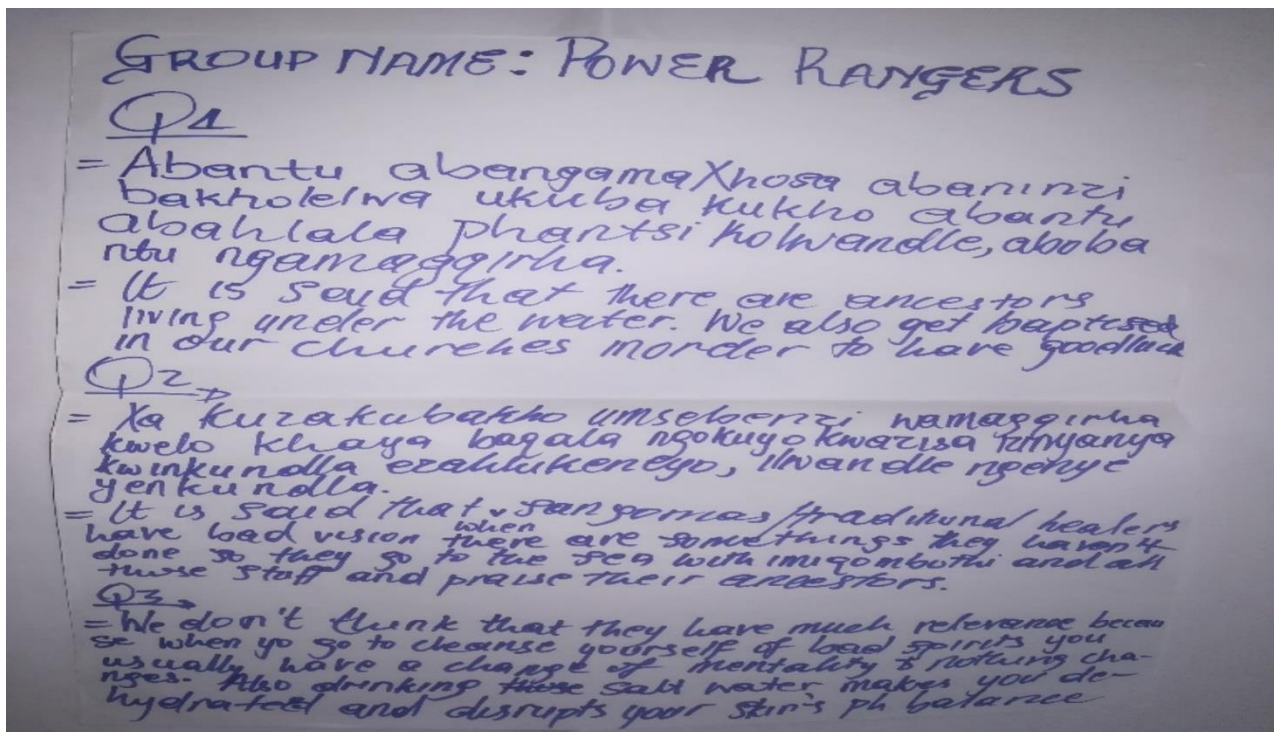 GROUP NAME: POWER RANGERS
Q1
= Abantu abangamaXhosa abaninzi
bakholelwa ukuba kukho abantu
abahlala phantsi kolwandle, aboba
ntu ngamagqirha.
= It is said that there are ancestors
living under the water. We also get baptised
in our churches inorder to have goodluck
Q2
= Xa kuzakubakho umsebenzi wamagqirha
kwelo khaya baqala ngokuyokwazisa izinyanya
kwinkundla ezahlukeneyo, ulwandle ngenye
yenkundla.
= It is said that sangomas/traditional healers
have bad vision when there are somethings they haven't
done so they go to the sea with imiqombothi and all
those staff and praise their ancestors.
Q3
= We don't think that they have much relevance becau
se when yo go to cleanse yourself of bad spirits you
usually have a change of mentality & nothing cha-
nges. Also drinking those salt water makes you de-
hydrated and disrupts your skin's ph balance